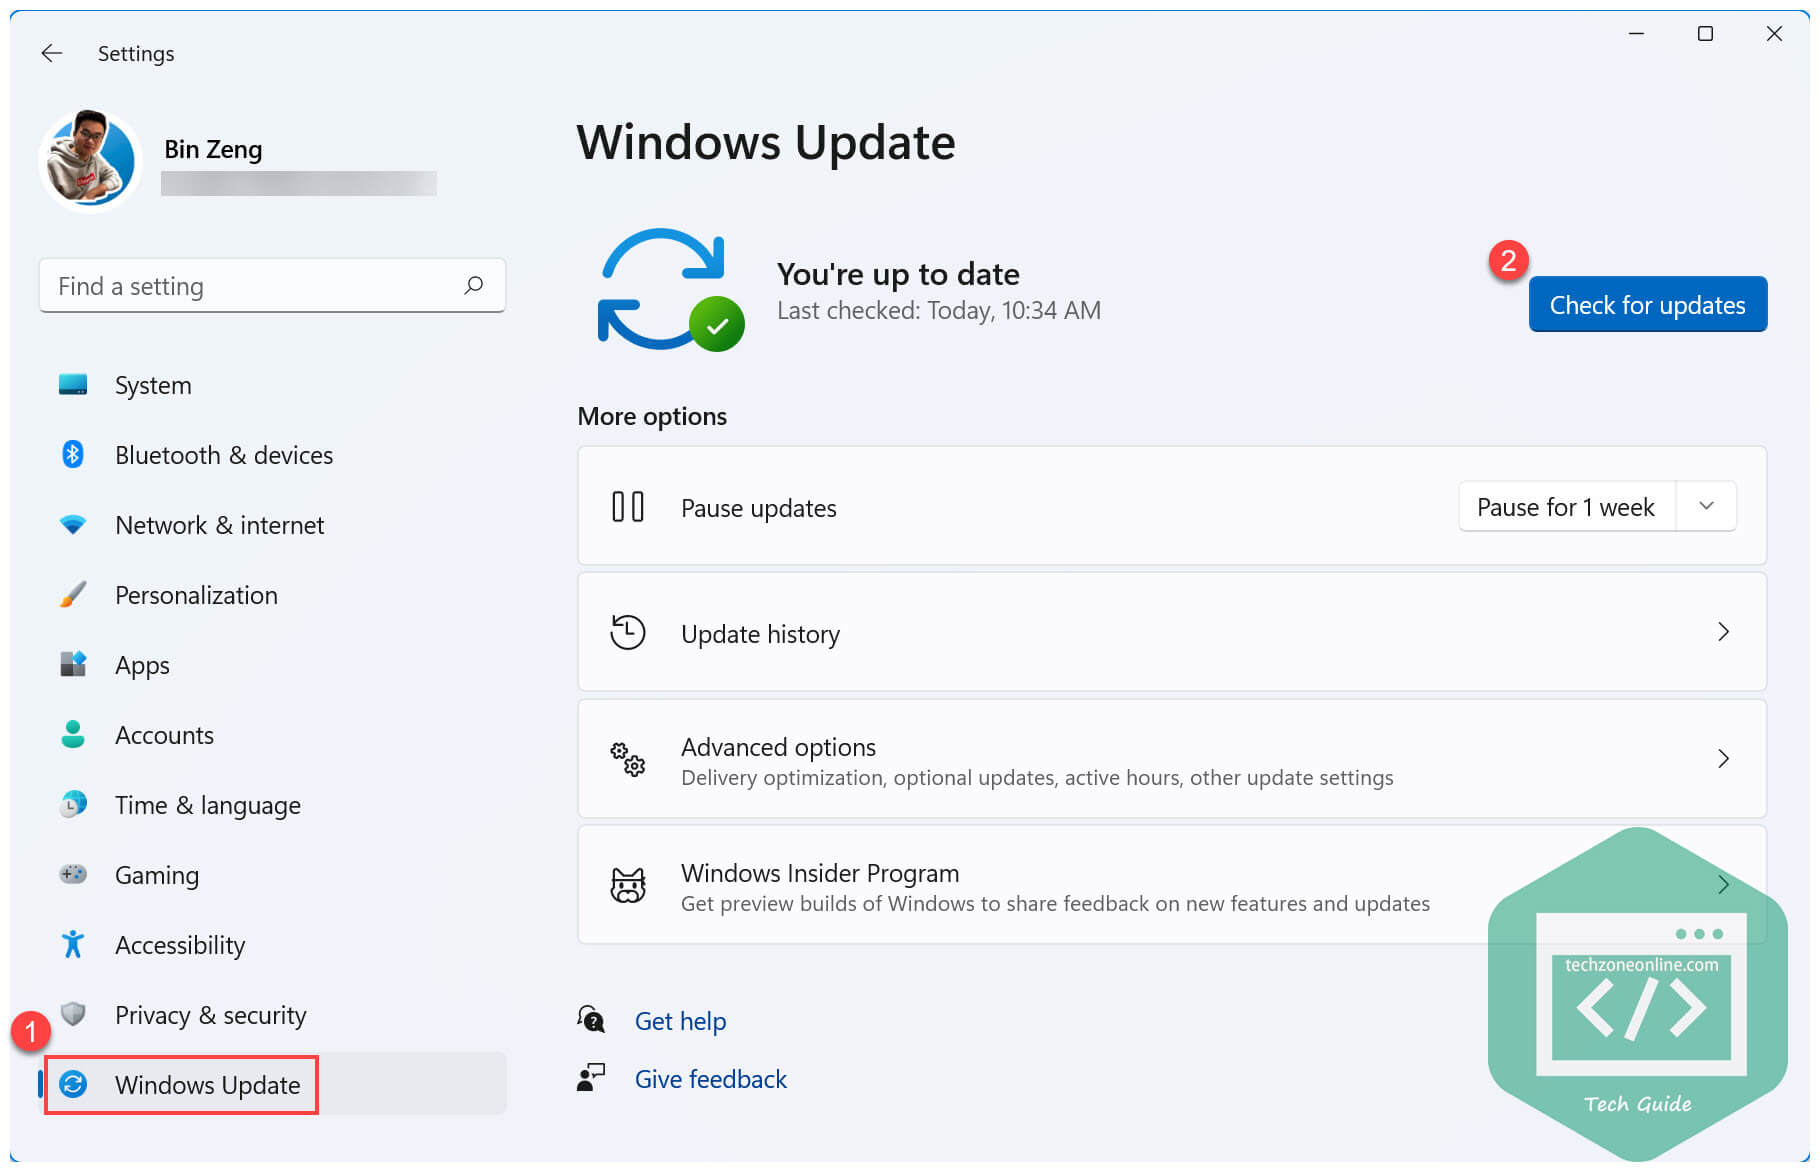 Settings
Bin Zeng
Find a setting
System
Bluetooth & devices
Network & internet
Personalization
Apps
Accounts
Time & language
Gaming
Accessibility
Privacy & security
1
Windows Update
Windows Update
You're up to date
Last checked: Today, 10:34 AM
2
Check for updates
More options
Pause updates
Pause for 1 week
Update history
Advanced options
Delivery optimization, optional updates, active hours, other update settings
Windows Insider Program
Get preview builds of Windows to share feedback on new features and updates
Get help
Give feedback
techzoneonline.com
</>
Tech Guide